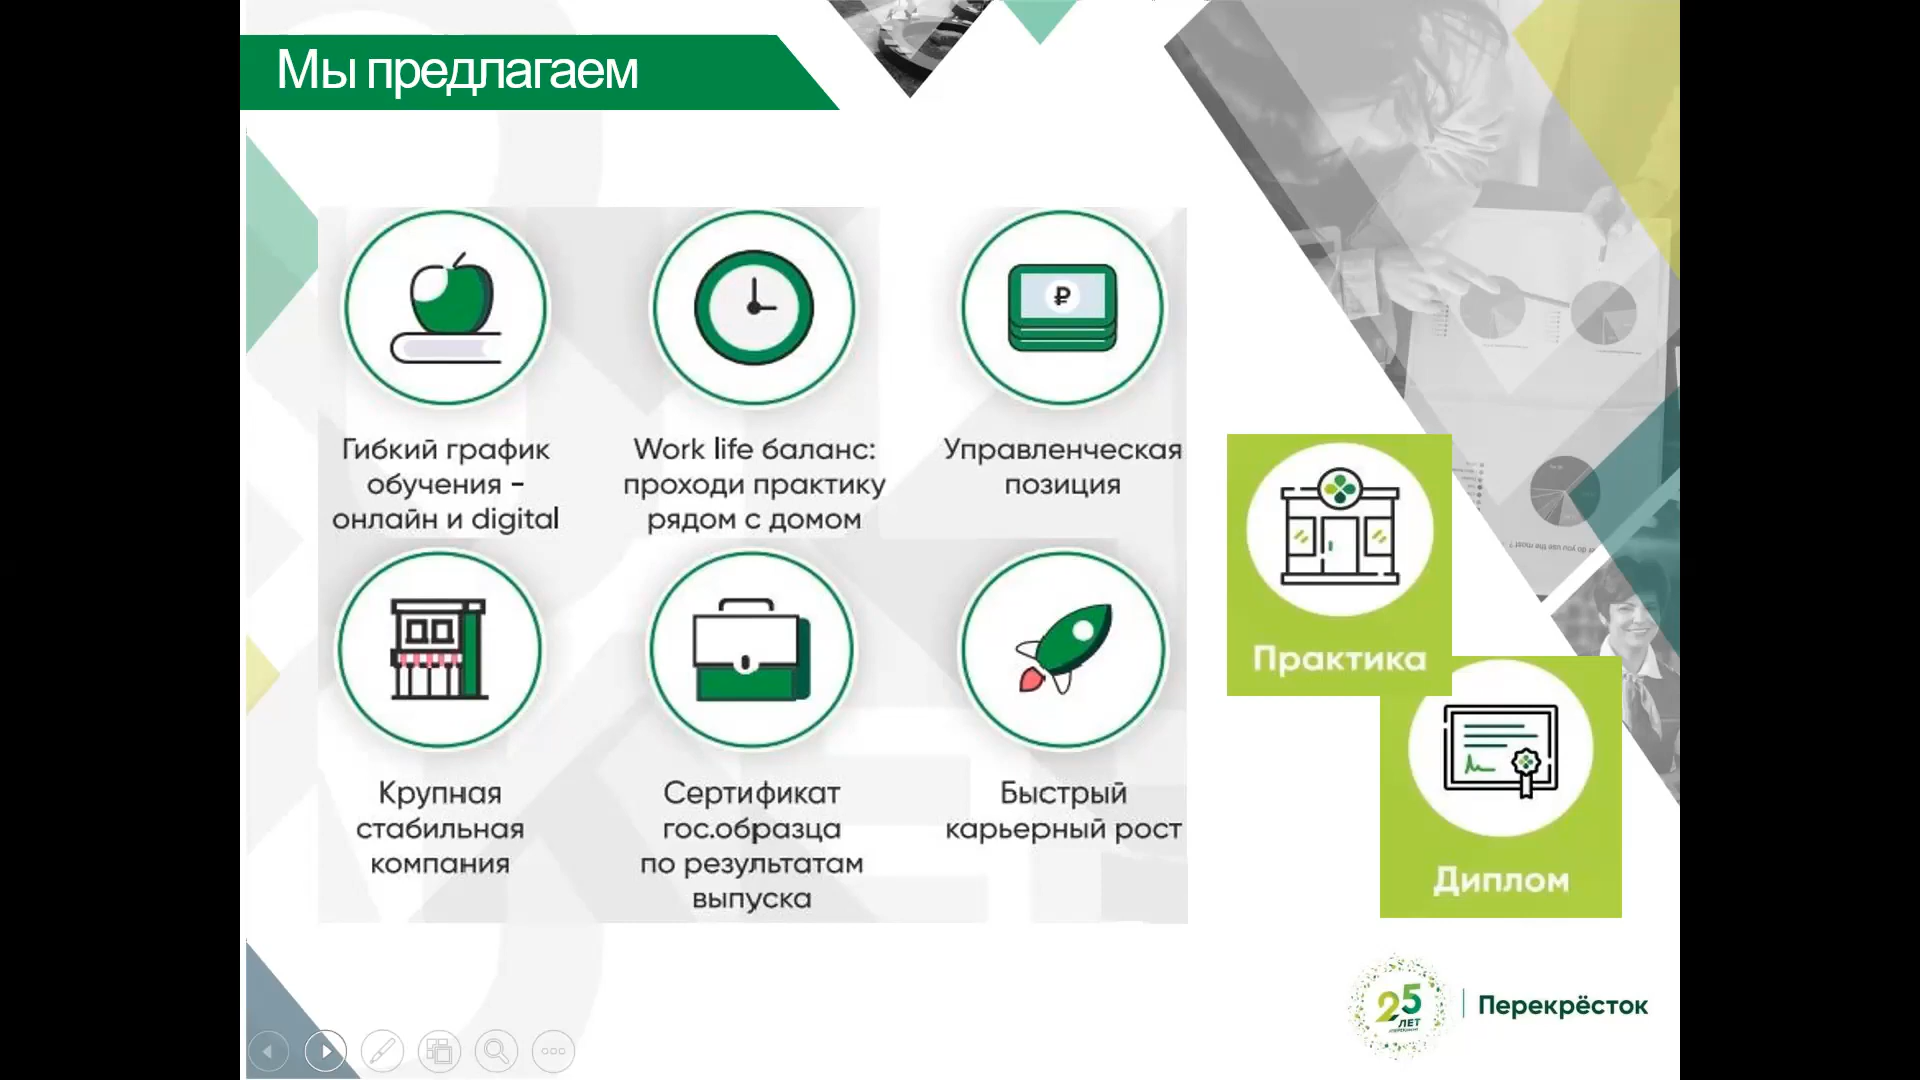 Мы предлагаем
Гибкий график
обучения -
онлайн и digital
Work life баланс:
проходи практику
рядом с домом
₽
Управленческая
позиция
Крупная
стабильная
компания
Сертификат
гос.образца
по результатам
выпуска
Быстрый
карьерный рост
Практика
Диплом
25
ЛЕТ
Перекрёсток